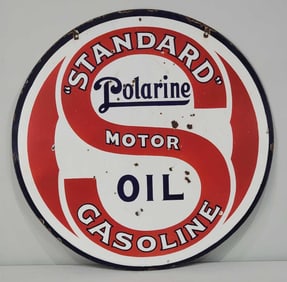 "STANDARD"
Polarine
MOTOR
OIL
GASOLINE